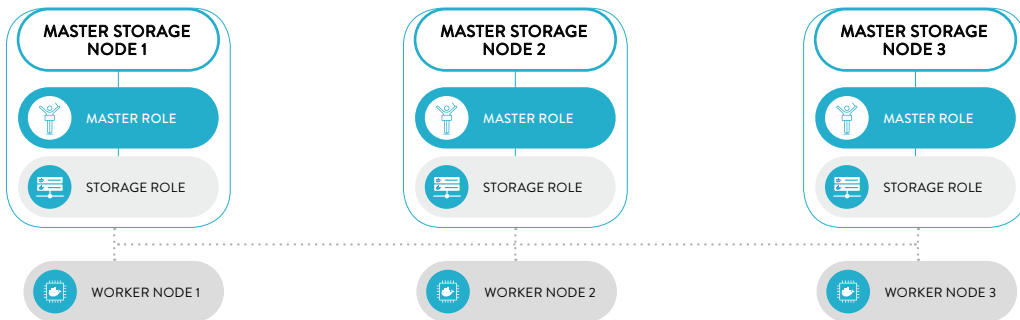 MASTER STORAGE
NODE 1
MASTER ROLE
STORAGE ROLE
WORKER NODE 1
MASTER STORAGE
NODE 2
MASTER ROLE
STORAGE ROLE
WORKER NODE 2
MASTER STORAGE
NODE 3
MASTER ROLE
STORAGE ROLE
WORKER NODE 3